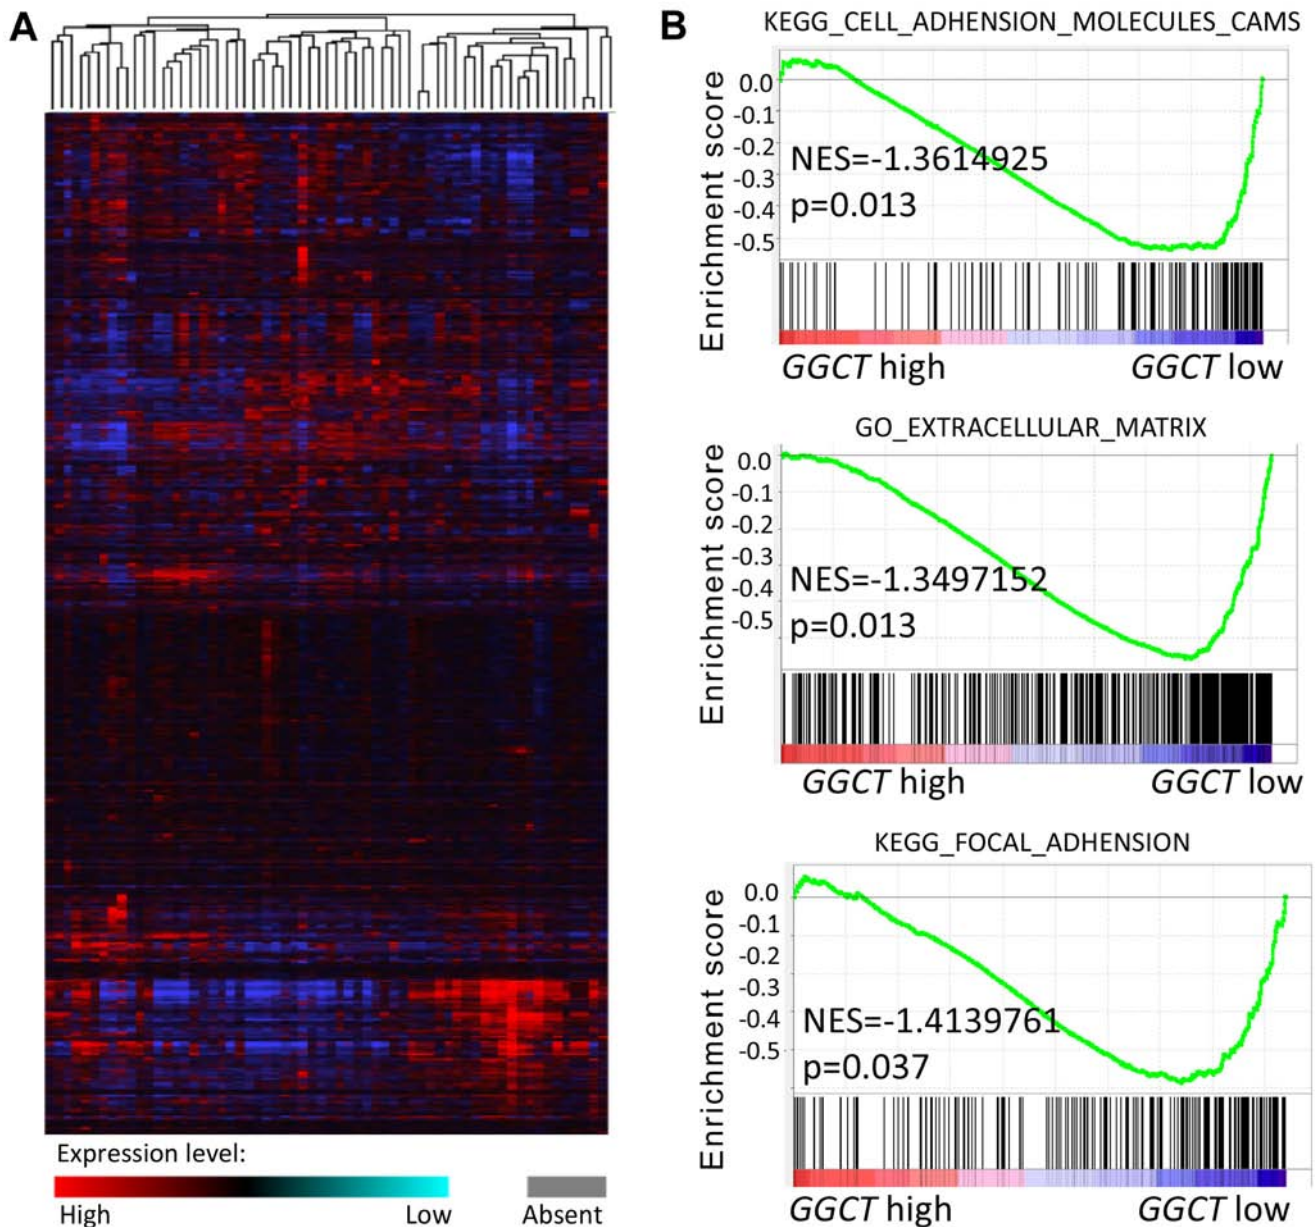 A
Expression level:
High Low Absent
B
KEGG_CELL_ADHENSION_MOLECULES_CAMS
Enrichment score
0.0
-0.1
-0.2
-0.3
-0.4
-0.5
NES=-1.3614925
p=0.013
GGCT high GGCT low
GO_EXTRACELLULAR_MATRIX
Enrichment score
0.0
-0.1
-0.2
-0.3
-0.4
-0.5
NES=-1.3497152
p=0.013
GGCT high GGCT low
KEGG_FOCAL_ADHENSION
Enrichment score
0.0
-0.1
-0.2
-0.3
-0.4
-0.5
NES=-1.4139761
p=0.037
GGCT high GGCT low